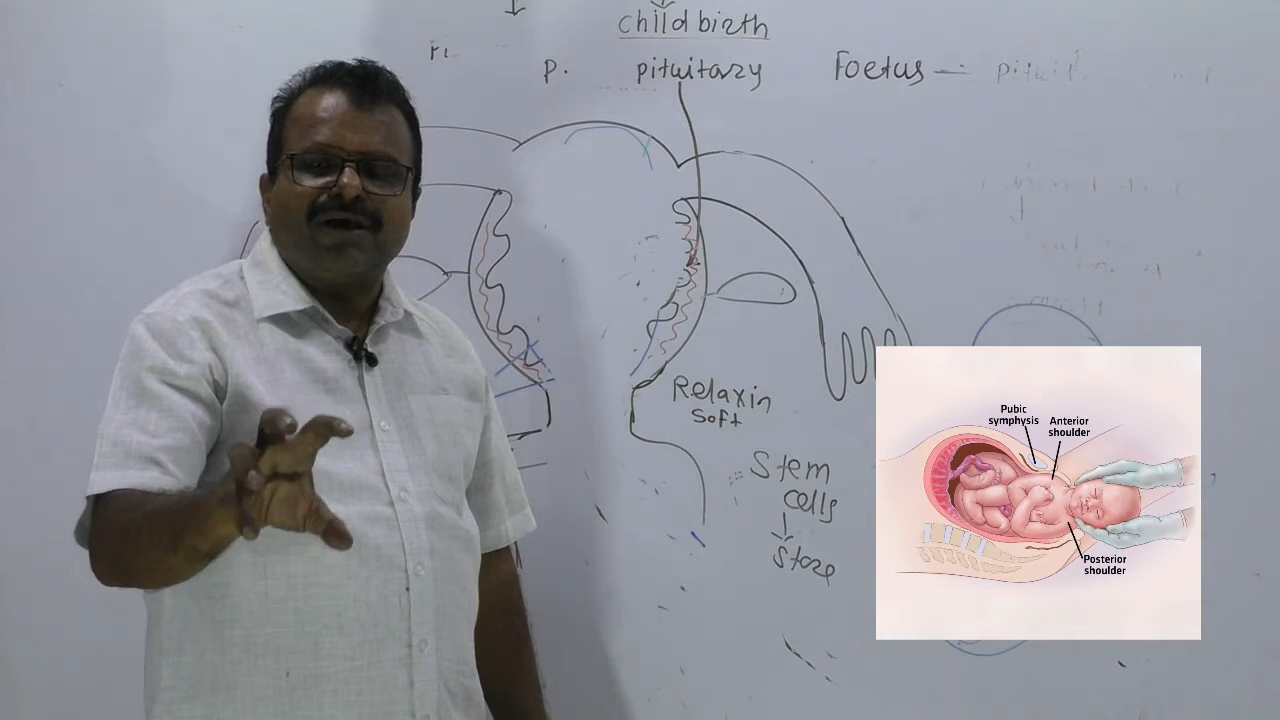 child birth
P. pituitary Foetus —
Relaxin
Soft
Stem
cells
↓
Store
Pubic
symphysis
Anterior
shoulder
Posterior
shoulder